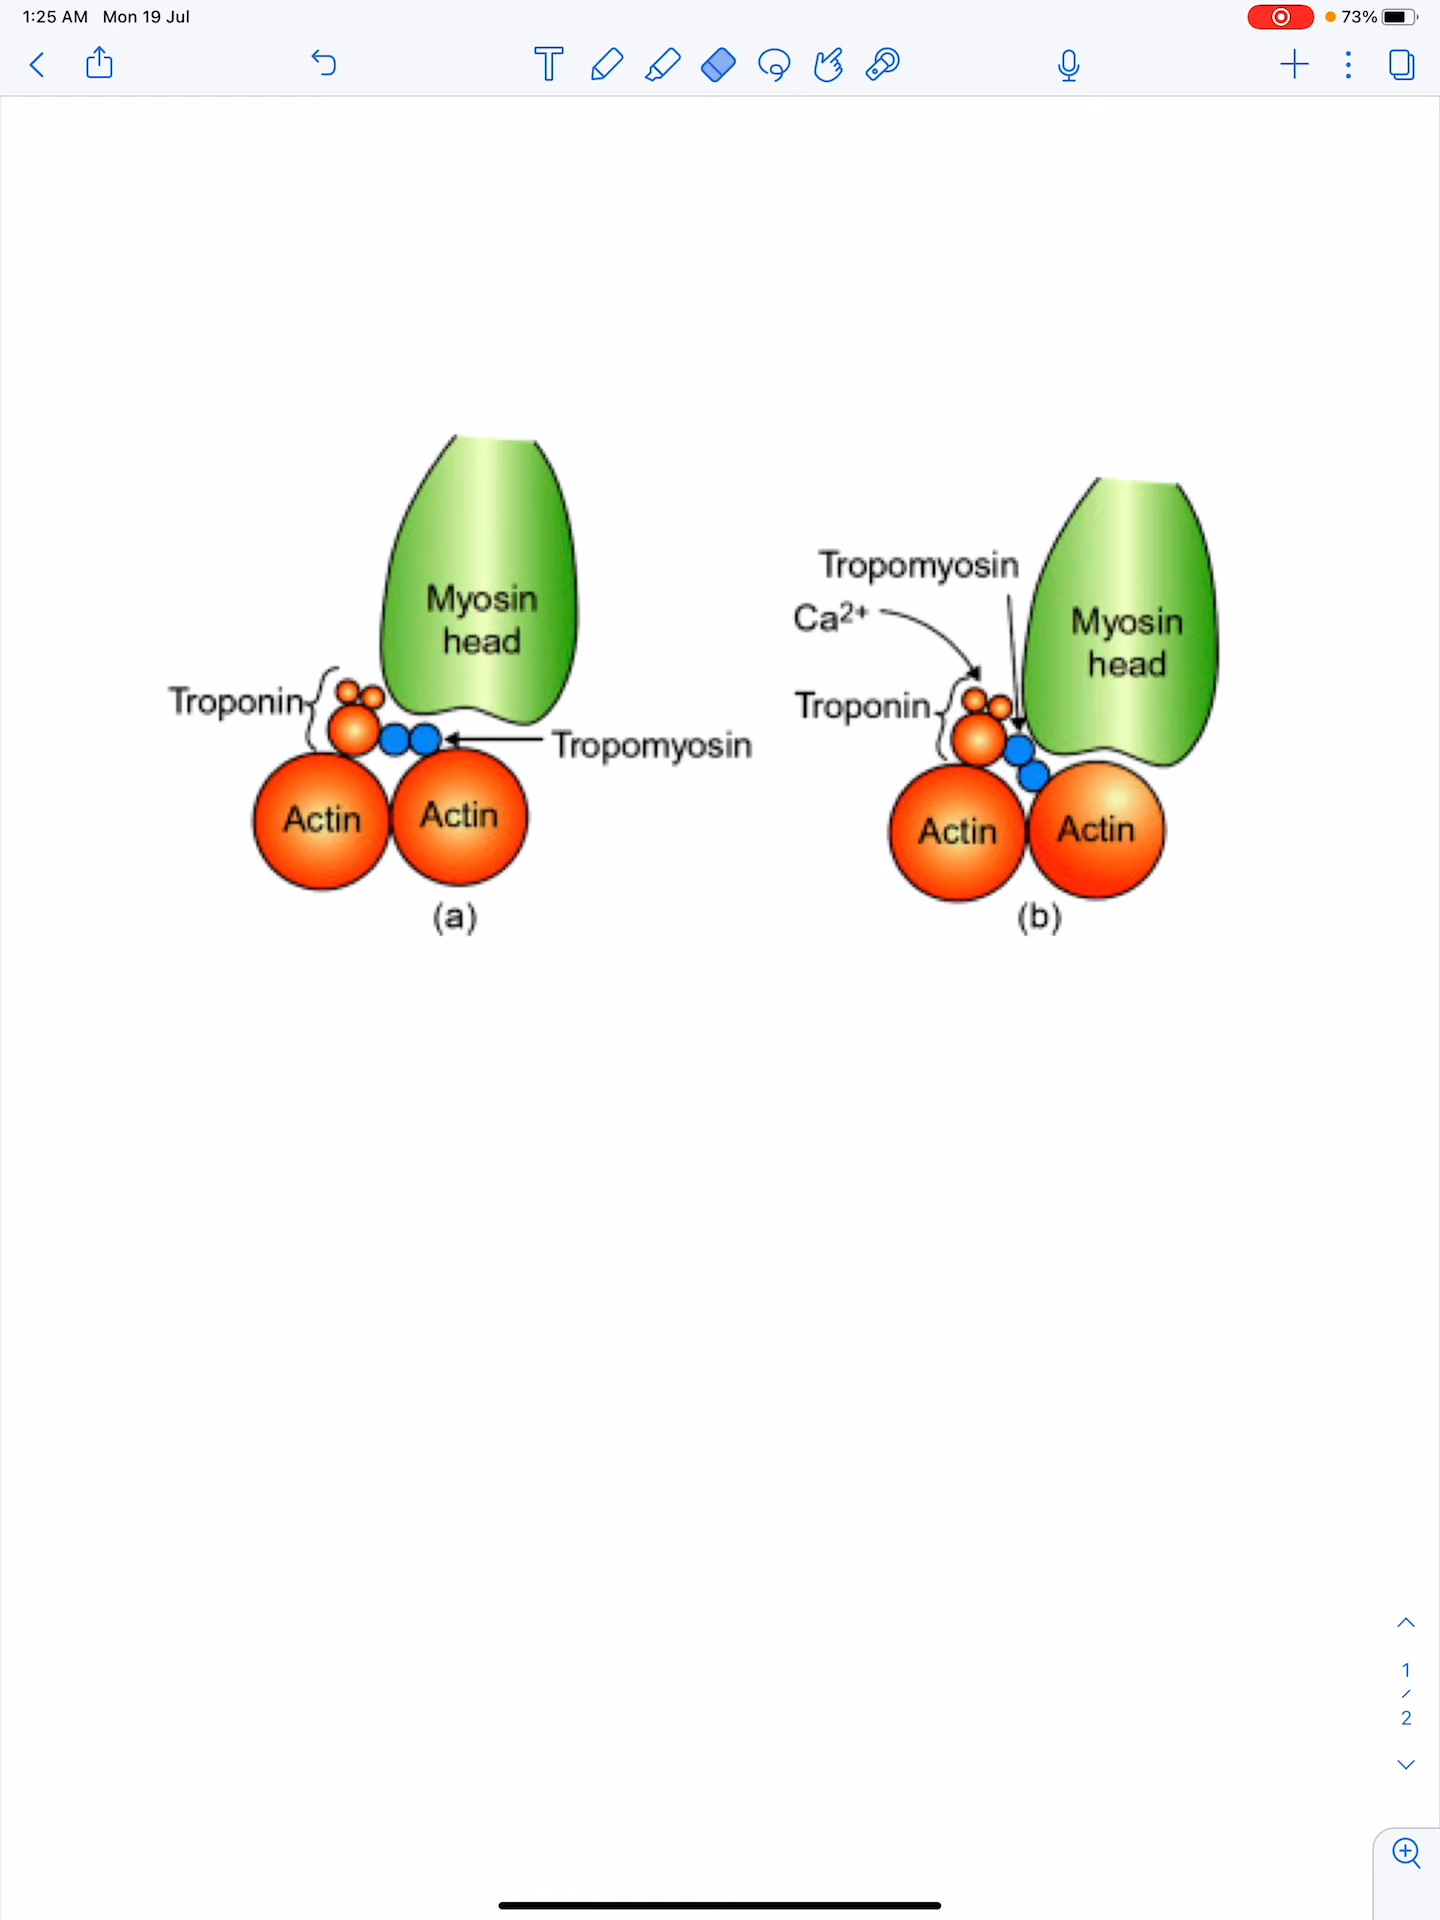 1:25 AM Mon 19 Jul
73%
Myosin
head
Troponin
Tropomyosin
Actin
Actin
(a)
Tropomyosin
Ca2+
Myosin
head
Troponin
Actin
Actin
(b)
1
/
2